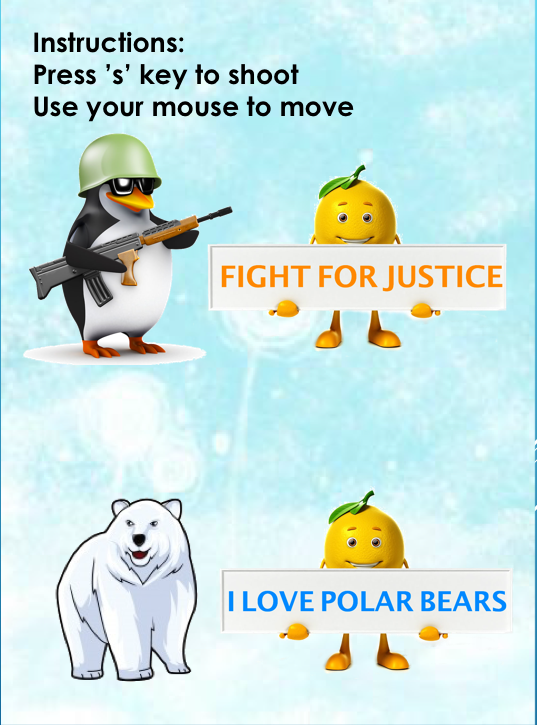 Instructions:
Press ’s’ key to shoot
Use your mouse to move
FIGHT FOR JUSTICE
I LOVE POLAR BEARS